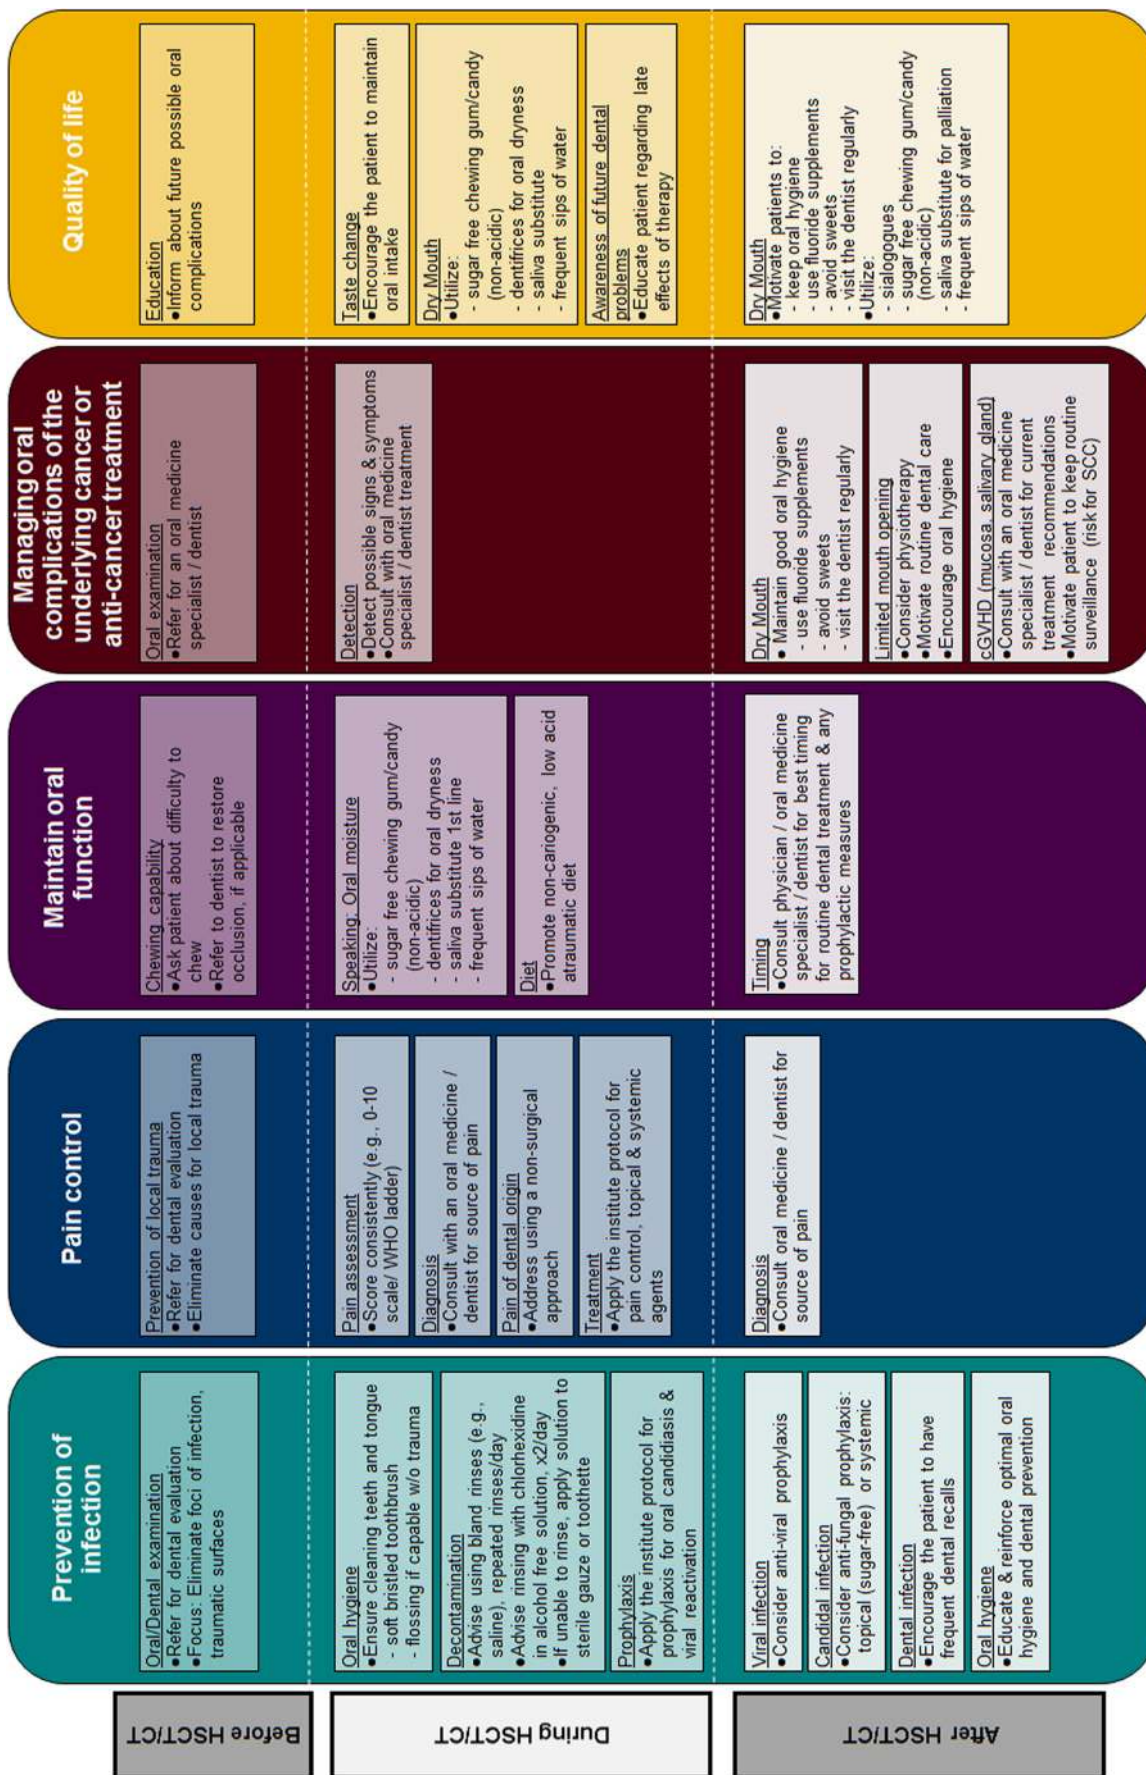 Prevention of
infection
Pain control
Maintain oral
function
Managing oral
complications of the
underlying cancer or
anti-cancer treatment
Quality of life
Before HSCT/CT
Oral/Dental examination
●Refer for dental evaluation
●Focus: Eliminate foci of infection,
traumatic surfaces
Prevention of local trauma
●Refer for dental evaluation
●Eliminate causes for local trauma
Chewing capability
●Ask patient about difficulty to
chew
●Refer to dentist to restore
occlusion, if applicable
Oral examination
●Refer for an oral medicine
specialist / dentist
Education
●Inform about future possible oral
complications
During HSCT/CT
Oral hygiene
●Ensure cleaning teeth and tongue
- soft bristled toothbrush
- flossing if capable w/o trauma
Decontamination
●Advise using bland rinses (e.g.,
saline), repeated rinses/day
●Advise rinsing with chlorhexidine
in alcohol free solution, x2/day
●If unable to rinse, apply solution to
sterile gauze or toothette
Prophylaxis
●Apply the institute protocol for
prophylaxis for oral candidiasis &
viral reactivation
Pain assessment
●Score consistently (e.g., 0-10
scale/ WHO ladder)
Diagnosis
●Consult with an oral medicine /
dentist for source of pain
Pain of dental origin
●Address using a non-surgical
approach
Treatment
●Apply the institute protocol for
pain control, topical & systemic
agents
Speaking: Oral moisture
●Utilize:
- sugar free chewing gum/candy
(non-acidic)
- dentifrices for oral dryness
- saliva substitute 1st line
- frequent sips of water
Diet
●Promote non-cariogenic, low acid
atraumatic diet
Detection
●Detect possible signs & symptoms
●Consult with oral medicine
specialist / dentist treatment
Taste change
●Encourage the patient to maintain
oral intake
Dry Mouth
●Utilize:
- sugar free chewing gum/candy
(non-acidic)
- dentifrices for oral dryness
- saliva substitute
- frequent sips of water
Awareness of future dental
problems
●Educate patient regarding late
effects of therapy
After HSCT/CT
Viral infection
●Consider anti-viral prophylaxis
Candidal infection
●Consider anti-fungal prophylaxis:
topical (sugar-free) or systemic
Dental infection
●Encourage the patient to have
frequent dental recalls
Oral hygiene
●Educate & reinforce optimal oral
hygiene and dental prevention
Diagnosis
●Consult oral medicine / dentist for
source of pain
Timing
●Consult physician / oral medicine
specialist / dentist for best timing
for routine dental treatment & any
prophylactic measures
Dry Mouth
● Maintain good oral hygiene
- use fluoride supplements
- avoid sweets
- visit the dentist regularly
Limited mouth opening
●Consider physiotherapy
●Motivate routine dental care
●Encourage oral hygiene
cGVHD (mucosa, salivary gland)
●Consult with an oral medicine
specialist / dentist for current
treatment recommendations
●Motivate patient to keep routine
surveillance (risk for SCC)
Dry Mouth
●Motivate patients to:
- keep oral hygiene
- use fluoride supplements
- avoid sweets
- visit the dentist regularly
●Utilize:
- sialogogues
- sugar free chewing gum/candy
(non-acidic)
- saliva substitute for palliation
- frequent sips of water